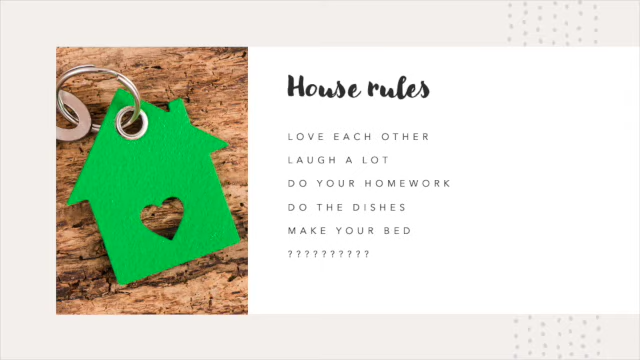 House rules
LOVE EACH OTHER
LAUGH A LOT
DO YOUR HOMEWORK
DO THE DISHES
MAKE YOUR BED
??????????